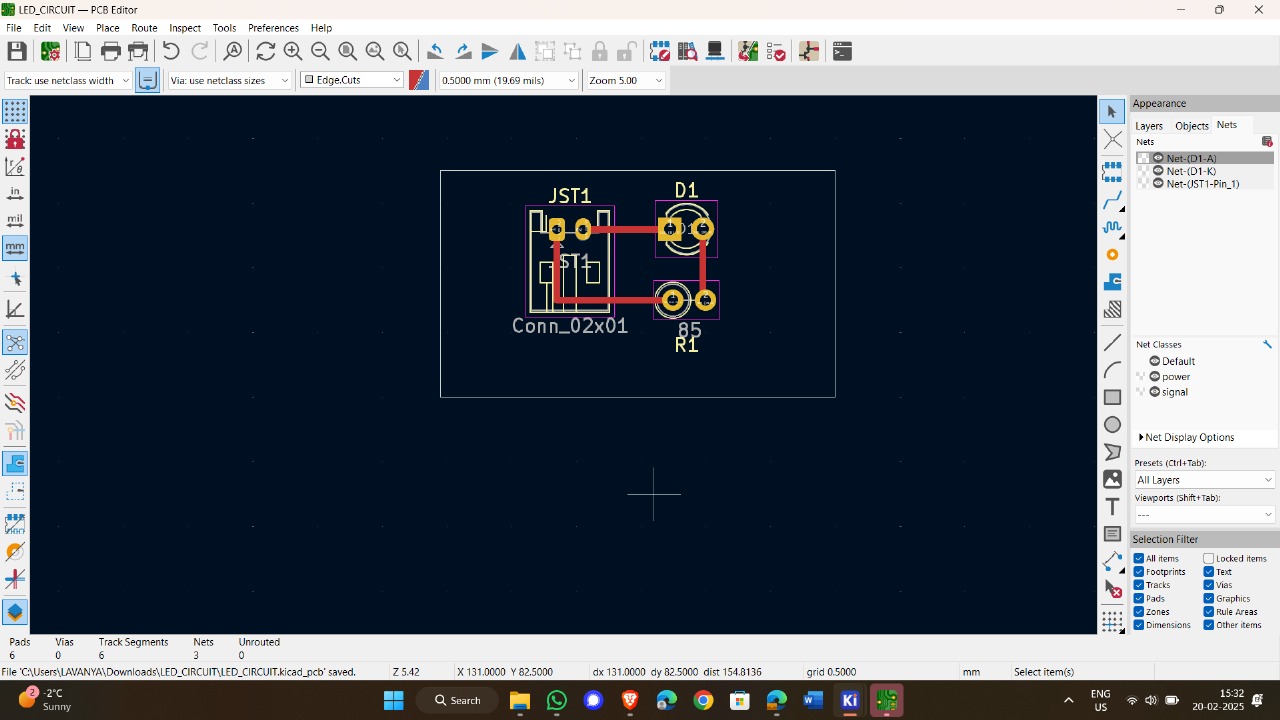 LED_CIRCUIT — PCB Editor
File Edit View Place Route Inspect Tools Preferences Help
Track: use netclass width Via: use netclass sizes Edge.Cuts 0.5000 mm (19.69 mils) Zoom 5.00
Appearance
Layers Objects Nets
Nets
Net-(D1-A)
Net-(D1-K)
Net-(JST1-Pin_1)
in
mil
mm
JST1
D1
JST1
Conn_02x01
85
R1
Net Classes
Default
power
signal
Net Display Options
Presets (Ctrl+Tab):
All Layers
Viewports (Shift+Tab):
---
Selection Filter
All items Locked items
Footprints Text
Tracks Vias
Pads Graphics
Zones Rule Areas
Dimensions Other items
Pads Vias Track Segments Nets Unrouted
6 0 6 3 0
File 'C:\Users\LAVANYA\Downloads\LED_CIRCUIT\LED_CIRCUIT.kicad_pcb' saved. Z 5.42 X 131.0000 Y 82.5000 dx 131.0000 dy 82.5000 dist 154.8136 grid 0.5000 mm Select item(s)
2
-2°C
Sunny
Search
Ki
ENG
US
15:32
20-02-2025